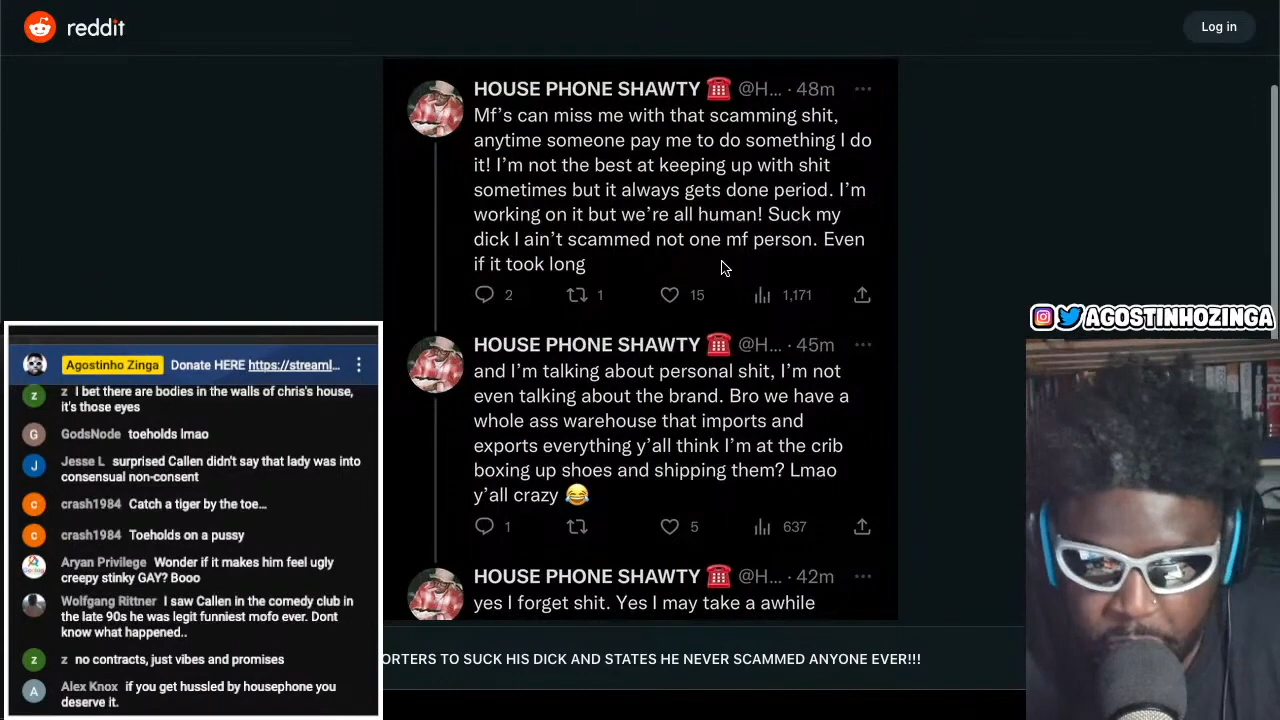 reddit
Log in
HOUSE PHONE SHAWTY ☎️ @H... · 48m ···
Mf's can miss me with that scamming shit,
anytime someone pay me to do something I do
it! I'm not the best at keeping up with shit
sometimes but it always gets done period. I'm
working on it but we're all human! Suck my
dick I ain't scammed not one mf person. Even
if it took long
2 1 15 1,171
HOUSE PHONE SHAWTY ☎️ @H... · 45m ···
and I'm talking about personal shit, I'm not
even talking about the brand. Bro we have a
whole ass warehouse that imports and
exports everything y'all think I'm at the crib
boxing up shoes and shipping them? Lmao
y'all crazy 😂
1 5 637
HOUSE PHONE SHAWTY ☎️ @H... · 42m ···
yes I forget shit. Yes I may take a awhile
ORTERS TO SUCK HIS DICK AND STATES HE NEVER SCAMMED ANYONE EVER!!!
Agostinho Zinga Donate HERE https://streaml...
z z I bet there are bodies in the walls of chris's house,
it's those eyes
G GodsNode toeholds lmao
J Jesse L surprised Callen didn't say that lady was into
consensual non-consent
c crash1984 Catch a tiger by the toe...
c crash1984 Toeholds on a pussy
Aryan Privilege Wonder if it makes him feel ugly
creepy stinky GAY? Booo
Wolfgang Rittner I saw Callen in the comedy club in
the late 90s he was legit funniest mofo ever. Dont
know what happened..
z z no contracts, just vibes and promises
A Alex Knox if you get hussled by housephone you
deserve it.
@AGOSTINHOZINGA